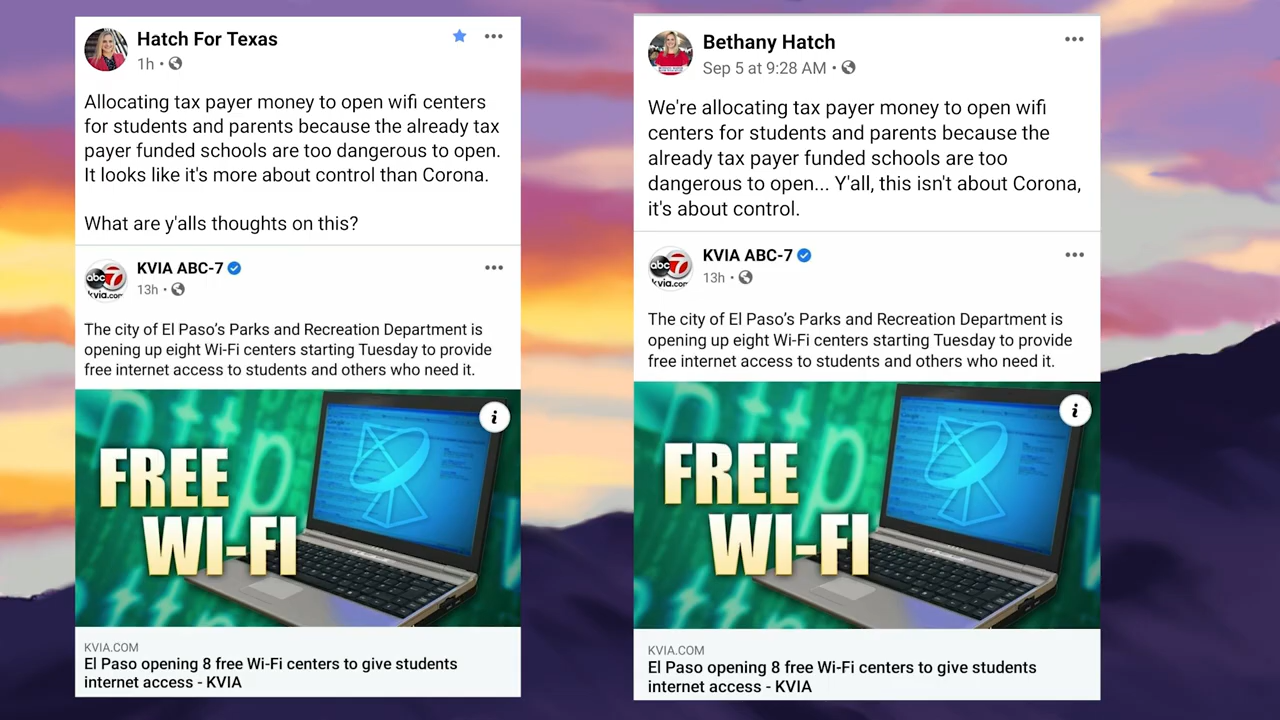 Hatch For Texas
1h
Allocating tax payer money to open wifi centers
for students and parents because the already tax
payer funded schools are too dangerous to open.
It looks like it's more about control than Corona.
What are y'alls thoughts on this?
abc 7
kvia.com
KVIA ABC-7
13h
The city of El Paso’s Parks and Recreation Department is
opening up eight Wi-Fi centers starting Tuesday to provide
free internet access to students and others who need it.
FREE
WI-FI
KVIA.COM
El Paso opening 8 free Wi-Fi centers to give students
internet access - KVIA
Bethany Hatch
Sep 5 at 9:28 AM
We're allocating tax payer money to open wifi
centers for students and parents because the
already tax payer funded schools are too
dangerous to open... Y'all, this isn't about Corona,
it's about control.
abc 7
kvia.com
KVIA ABC-7
13h
The city of El Paso’s Parks and Recreation Department is
opening up eight Wi-Fi centers starting Tuesday to provide
free internet access to students and others who need it.
FREE
WI-FI
KVIA.COM
El Paso opening 8 free Wi-Fi centers to give students
internet access - KVIA